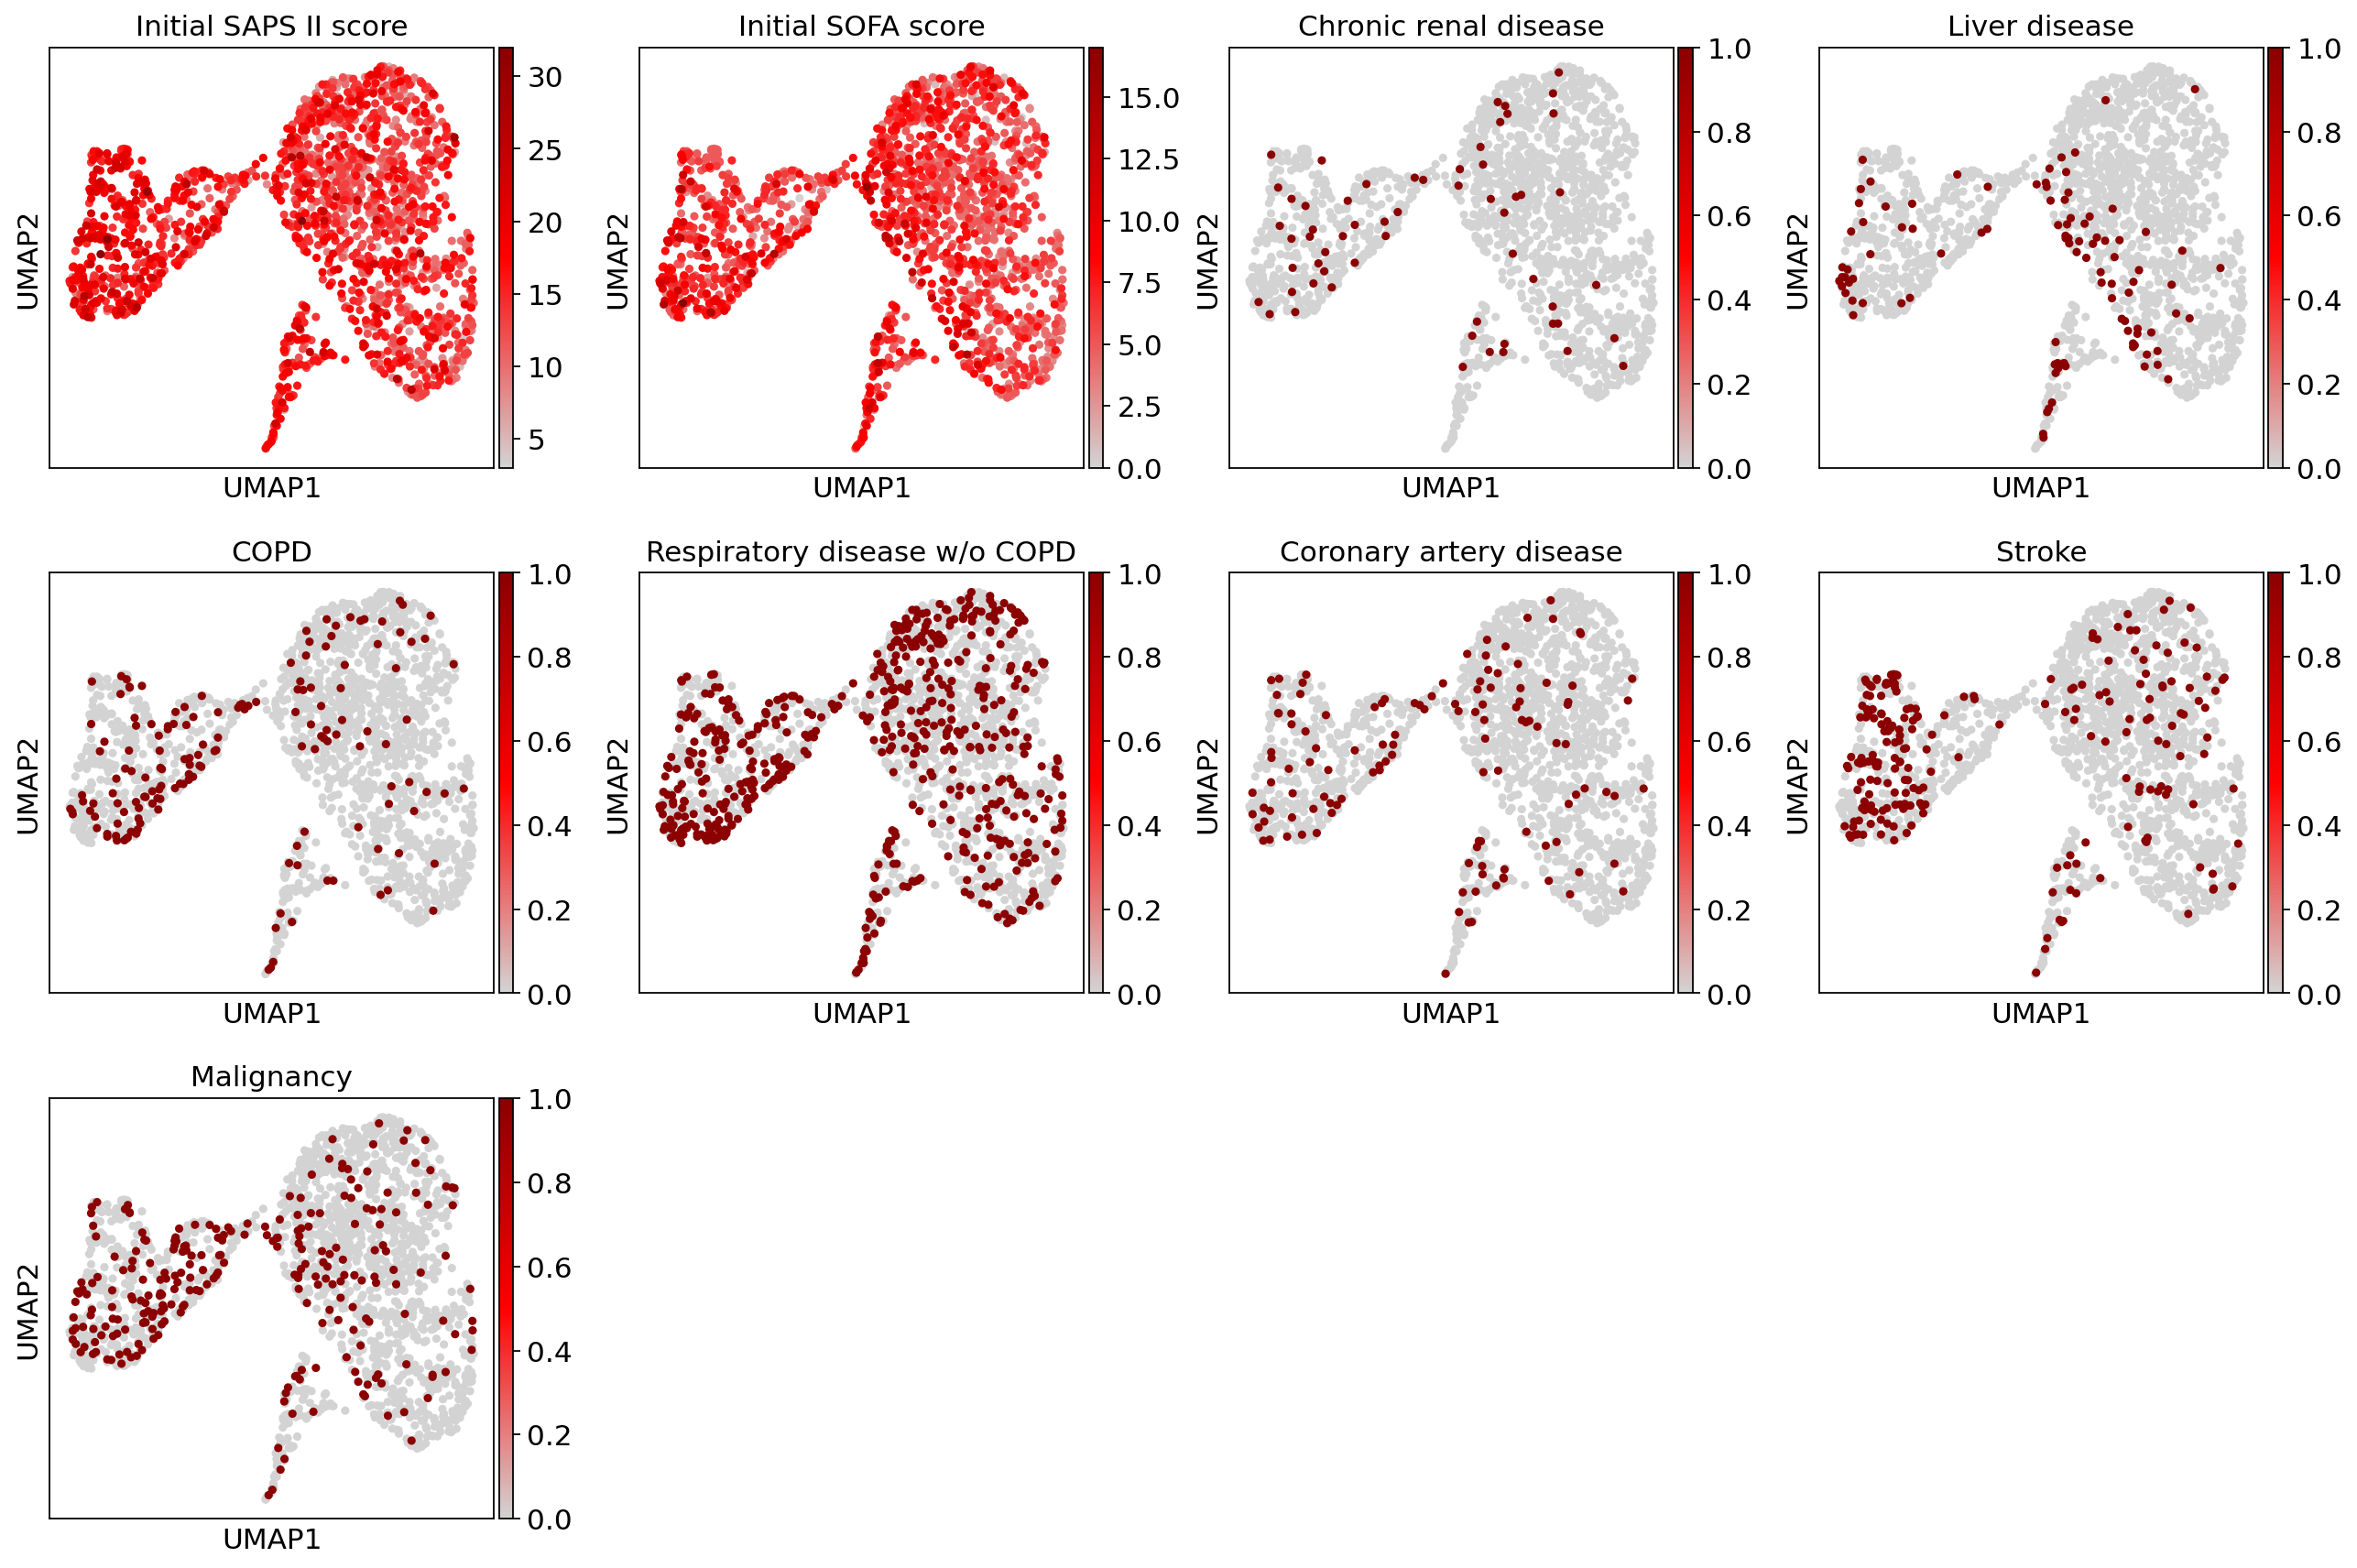 Initial SAPS II score
30
25
20
15
10
5
UMAP2
UMAP1
Initial SOFA score
15.0
12.5
10.0
7.5
5.0
2.5
0.0
UMAP2
UMAP1
Chronic renal disease
1.0
0.8
0.6
0.4
0.2
0.0
UMAP2
UMAP1
Liver disease
1.0
0.8
0.6
0.4
0.2
0.0
UMAP2
UMAP1
COPD
1.0
0.8
0.6
0.4
0.2
0.0
UMAP2
UMAP1
Respiratory disease w/o COPD
1.0
0.8
0.6
0.4
0.2
0.0
UMAP2
UMAP1
Coronary artery disease
1.0
0.8
0.6
0.4
0.2
0.0
UMAP2
UMAP1
Stroke
1.0
0.8
0.6
0.4
0.2
0.0
UMAP2
UMAP1
Malignancy
1.0
0.8
0.6
0.4
0.2
0.0
UMAP2
UMAP1